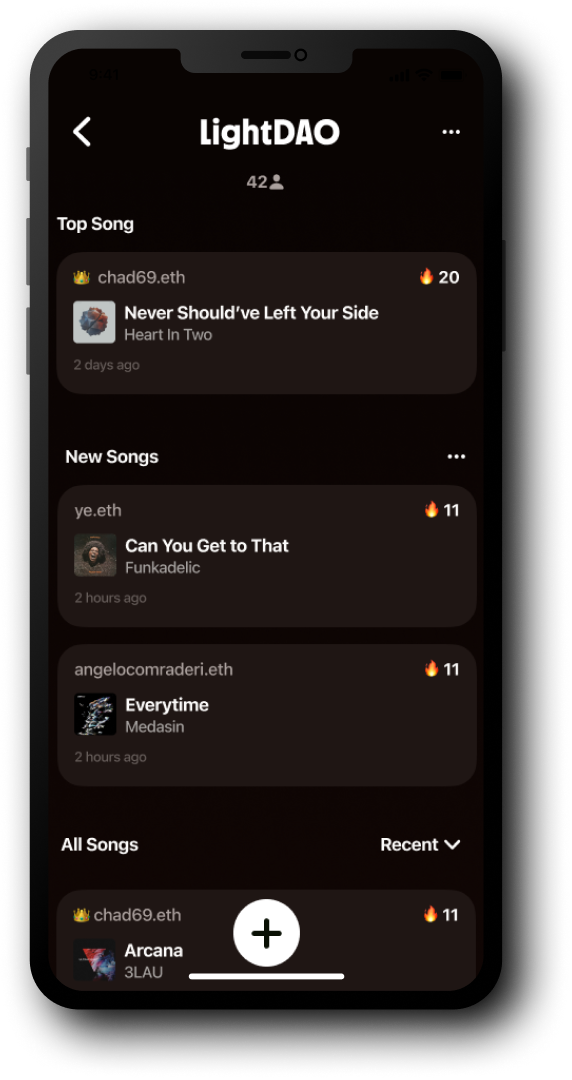 9:41
LightDAO
42
Top Song
chad69.eth 20
Never Should've Left Your Side
Heart In Two
2 days ago
New Songs
ye.eth 11
Can You Get to That
Funkadelic
2 hours ago
angelocomraderi.eth 11
Everytime
Medasin
2 hours ago
All Songs Recent
chad69.eth 11
Arcana
3LAU